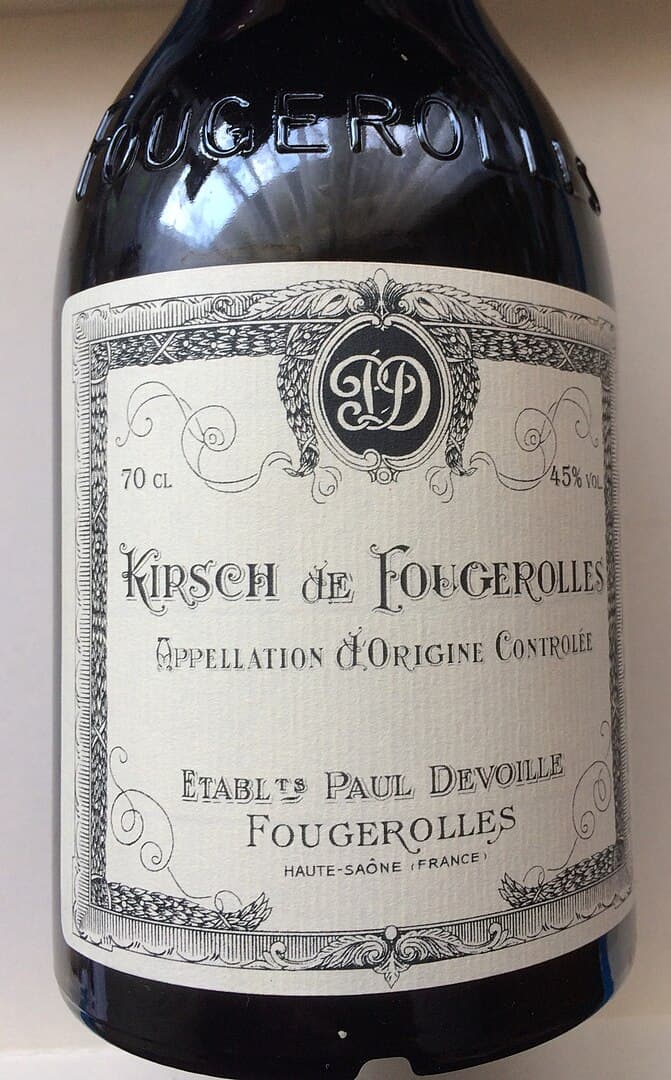 FOUGEROLLES
PD
70 CL
45% VOL.
KIRSCH DE FOUGEROLLES
APPELLATION d'ORIGINE CONTROLÉE
ETABLTS PAUL DEVOILLE
FOUGEROLLES
HAUTE-SAÔNE (FRANCE)